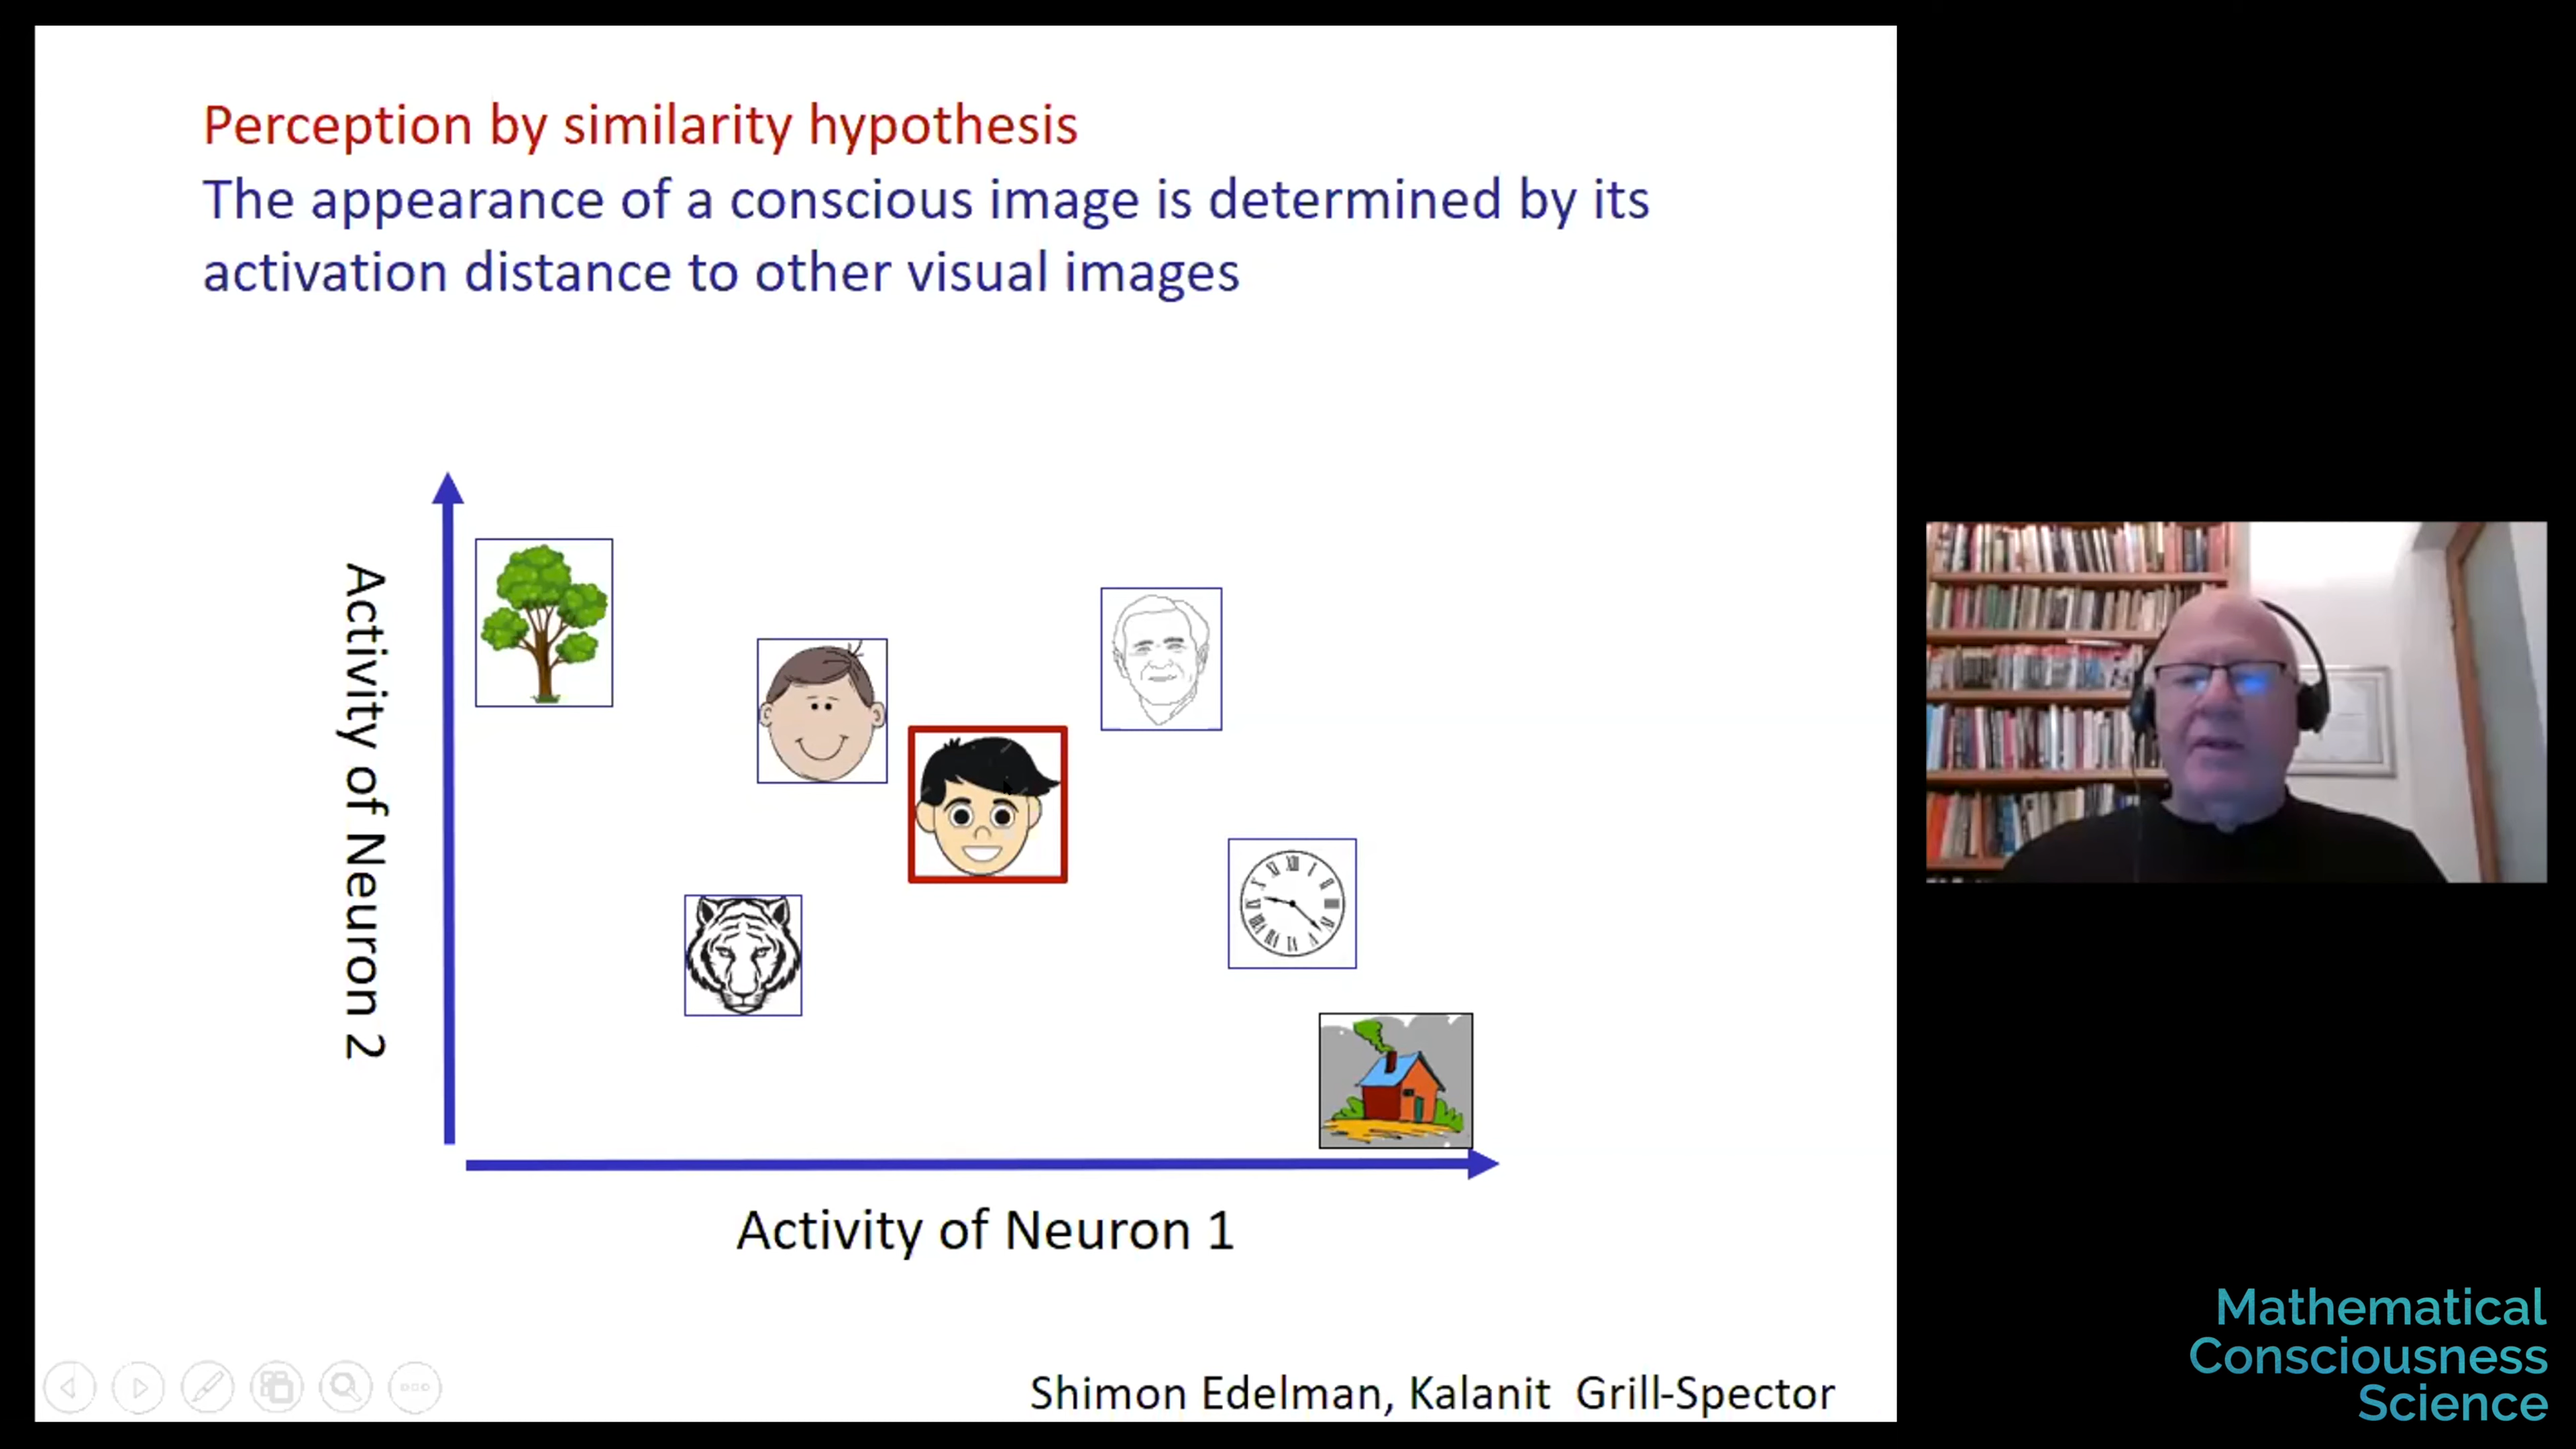 Perception by similarity hypothesis
The appearance of a conscious image is determined by its
activation distance to other visual images
Activity of Neuron 2
Activity of Neuron 1
Shimon Edelman, Kalanit Grill-Spector
Mathematical
Consciousness
Science